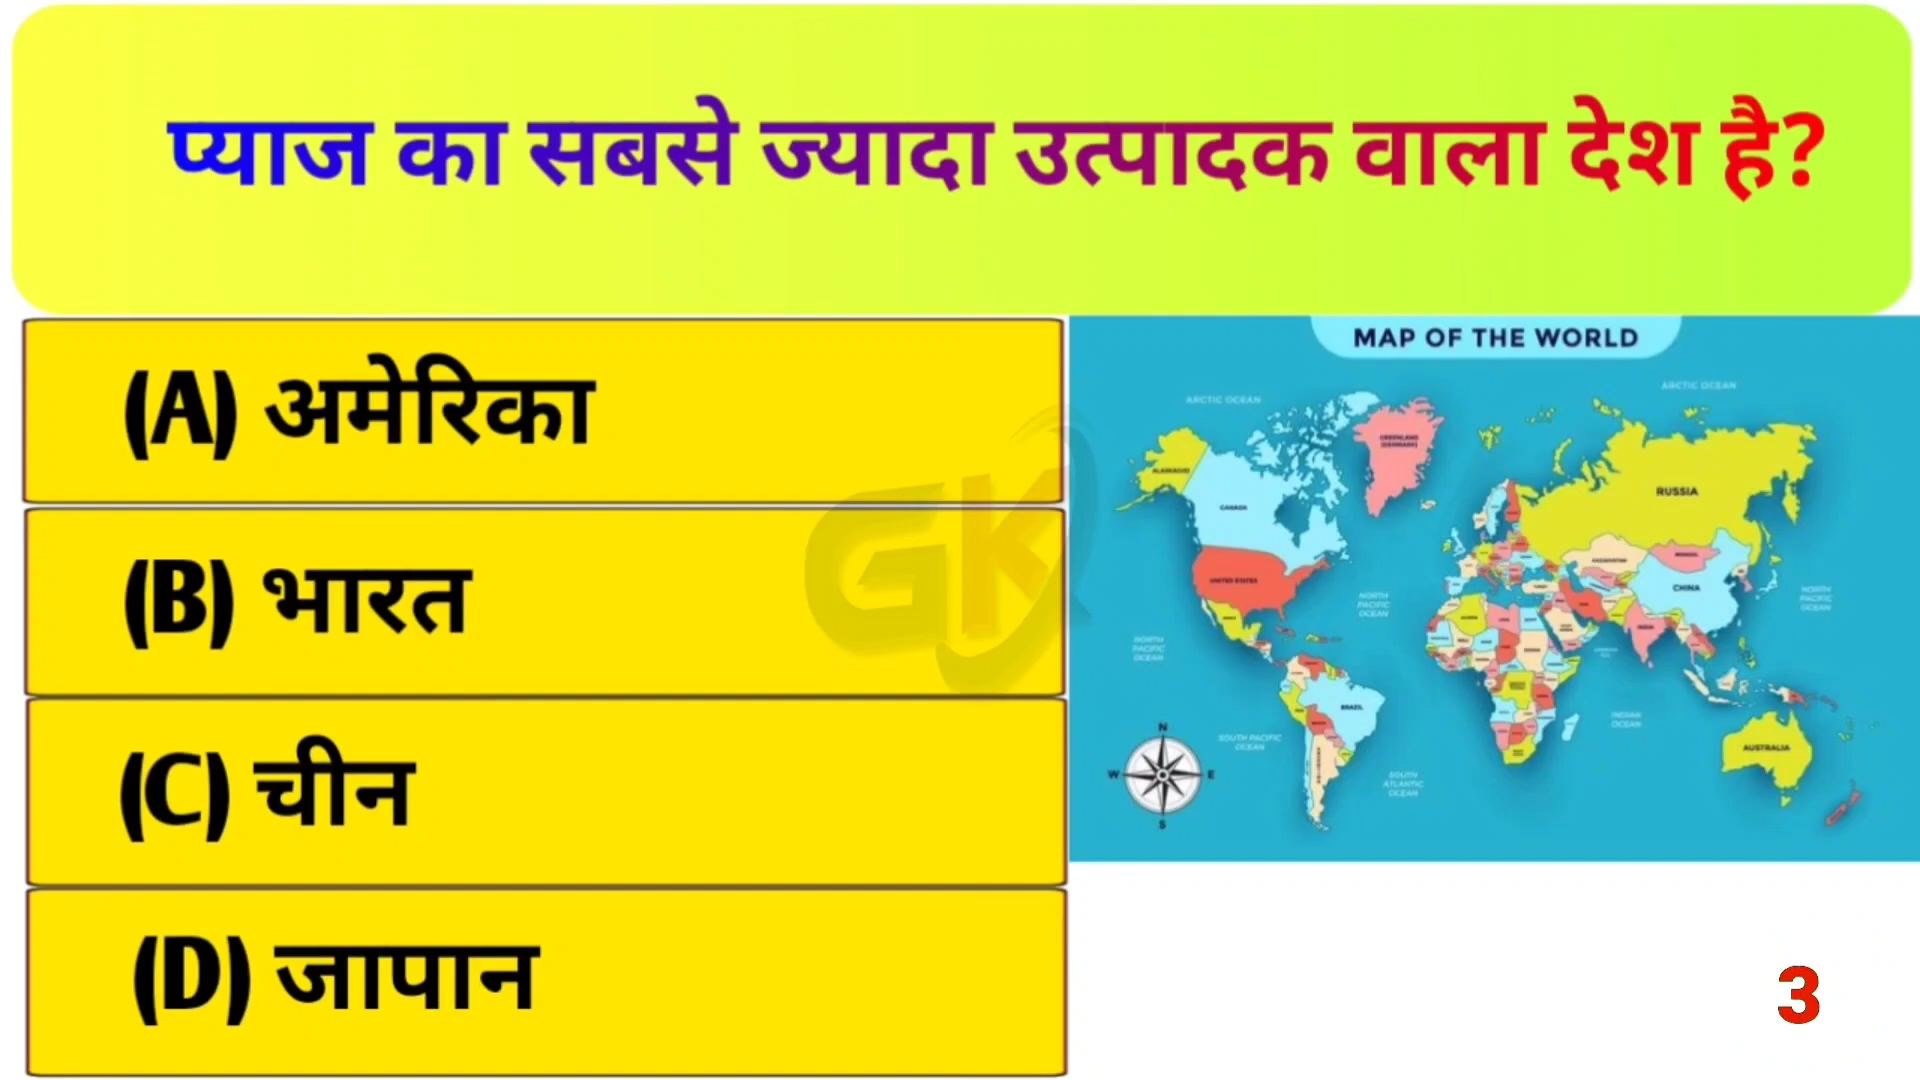 प्याज का सबसे ज्यादा उत्पादक वाला देश है?
(A) अमेरिका
(B) भारत
(C) चीन
(D) जापान
GK
MAP OF THE WORLD
ARCTIC OCEAN
ARCTIC OCEAN
GREENLAND
(DENMARK)
CANADA
RUSSIA
UNITED STATES
CHINA
INDIA
NORTH
PACIFIC
OCEAN
NORTH
PACIFIC
OCEAN
NORTH
PACIFIC
OCEAN
BRAZIL
INDIAN
OCEAN
SOUTH PACIFIC
OCEAN
SOUTH
ATLANTIC
OCEAN
AUSTRALIA
N
W
E
S
3